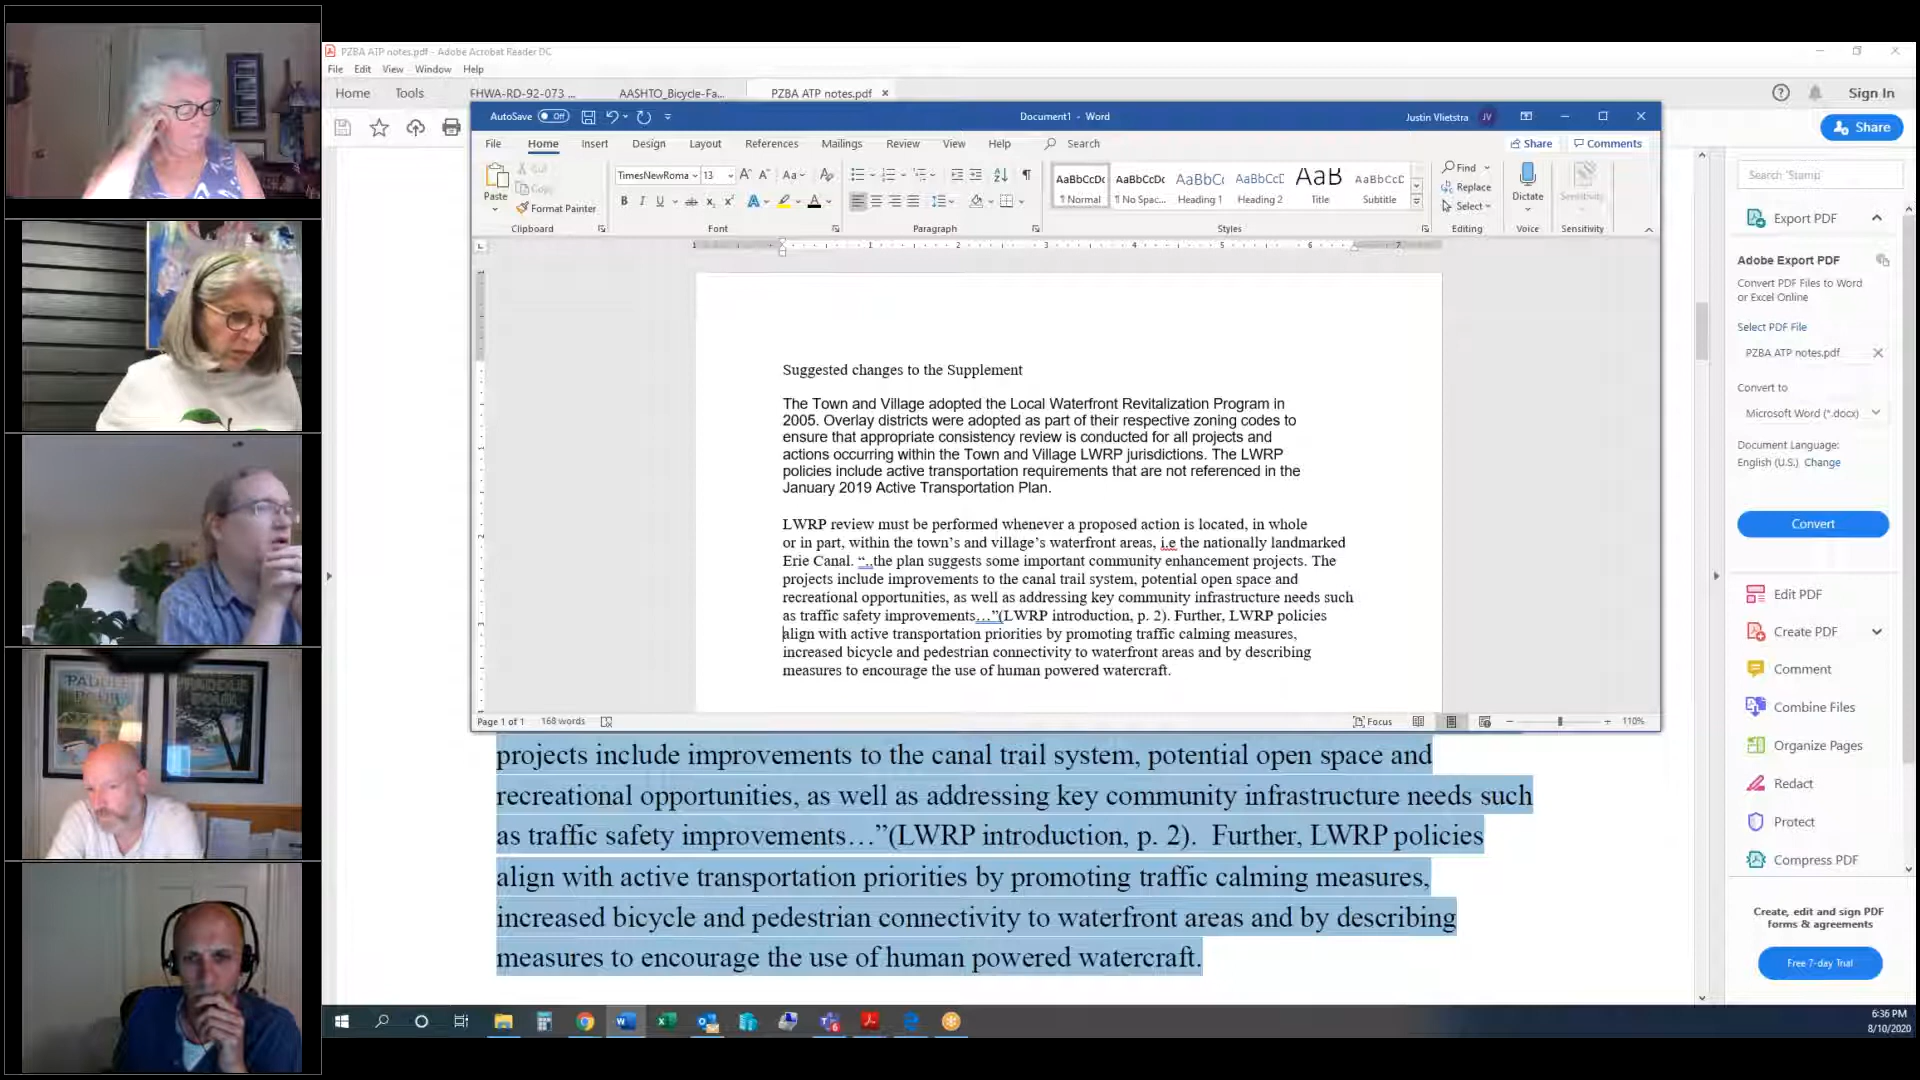 PZBA ATP notes.pdf - Adobe Acrobat Reader DC
File Edit View Window Help
Home Tools FHWA-RD-92-073 ... AASHTO_Bicycle-Fa... PZBA ATP notes.pdf × Sign In
Share
AutoSave Off Document1 - Word Justin Vlietstra JV
File Home Insert Design Layout References Mailings Review View Help Search Share Comments
Paste Cut Copy Format Painter
TimesNewRoma 13
AaBbCcDc AaBbCcDc AaBbCc AaBbCcD AaB AaBbCcD
¶ Normal ¶ No Spac... Heading 1 Heading 2 Title Subtitle
Find Replace Select Dictate Sensitivity
Clipboard Font Paragraph Styles Editing Voice Sensitivity
1 1 2 3 4 5 6 7
Suggested changes to the Supplement
The Town and Village adopted the Local Waterfront Revitalization Program in
2005. Overlay districts were adopted as part of their respective zoning codes to
ensure that appropriate consistency review is conducted for all projects and
actions occurring within the Town and Village LWRP jurisdictions. The LWRP
policies include active transportation requirements that are not referenced in the
January 2019 Active Transportation Plan.
LWRP review must be performed whenever a proposed action is located, in whole
or in part, within the town’s and village’s waterfront areas, i.e the nationally landmarked
Erie Canal. “...the plan suggests some important community enhancement projects. The
projects include improvements to the canal trail system, potential open space and
recreational opportunities, as well as addressing key community infrastructure needs such
as traffic safety improvements…”(LWRP introduction, p. 2). Further, LWRP policies
align with active transportation priorities by promoting traffic calming measures,
increased bicycle and pedestrian connectivity to waterfront areas and by describing
measures to encourage the use of human powered watercraft.
Page 1 of 1 168 words Focus 110%
projects include improvements to the canal trail system, potential open space and
recreational opportunities, as well as addressing key community infrastructure needs such
as traffic safety improvements…”(LWRP introduction, p. 2). Further, LWRP policies
align with active transportation priorities by promoting traffic calming measures,
increased bicycle and pedestrian connectivity to waterfront areas and by describing
measures to encourage the use of human powered watercraft.
Search 'Stamp'
Export PDF
Adobe Export PDF
Convert PDF Files to Word
or Excel Online
Select PDF File
PZBA ATP notes.pdf
Convert to
Microsoft Word (*.docx)
Document Language:
English (U.S.) Change
Convert
Edit PDF
Create PDF
Comment
Combine Files
Organize Pages
Redact
Protect
Compress PDF
Create, edit and sign PDF
forms & agreements
Free 7-day Trial
6:36 PM
8/10/2020